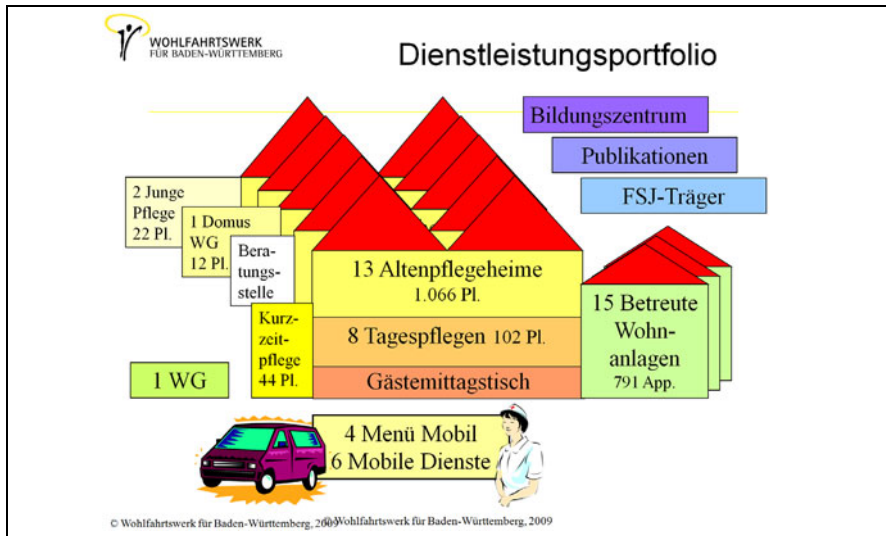 WOHLFAHRTSWERK
FÜR BADEN-WÜRTTEMBERG
Dienstleistungsportfolio
Bildungszentrum
Publikationen
FSJ-Träger
2 Junge
Pflege
22 Pl.
1 Domus
WG
12 Pl.
Bera-
tungs-
stelle
Kurz-
zeit-
pflege
44 Pl.
1 WG
13 Altenpflegeheime
1.066 Pl.
8 Tagespflegen 102 Pl.
Gästemittagstisch
15 Betreute
Wohn-
anlagen
791 App.
4 Menü Mobil
6 Mobile Dienste
© Wohlfahrtswerk für Baden-Württemberg, 2009
© Wohlfahrtswerk für Baden-Württemberg, 2009